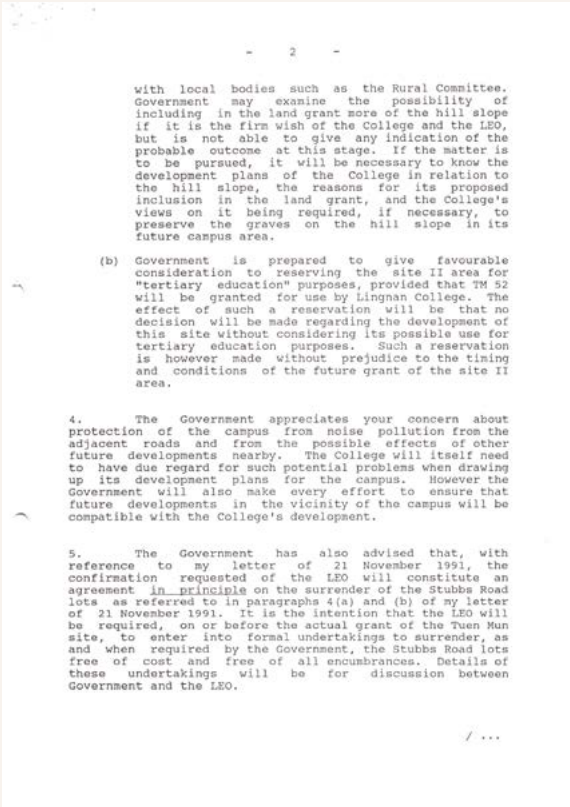 - 2 -
with local bodies such as the Rural Committee.
Government may examine the possibility of
including in the land grant more of the hill slope
if it is the firm wish of the College and the LEO,
but is not able to give any indication of the
probable outcome at this stage. If the matter is
to be pursued, it will be necessary to know the
development plans of the College in relation to
the hill slope, the reasons for its proposed
inclusion in the land grant, and the College's
views on it being required, if necessary, to
preserve the graves on the hill slope in its
future campus area.
(b) Government is prepared to give favourable
consideration to reserving the site II area for
"tertiary education" purposes, provided that TM 52
will be granted for use by Lingnan College. The
effect of such a reservation will be that no
decision will be made regarding the development of
this site without considering its possible use for
tertiary education purposes. Such a reservation
is however made without prejudice to the timing
and conditions of the future grant of the site II
area.
4. The Government appreciates your concern about
protection of the campus from noise pollution from the
adjacent roads and from the possible effects of other
future developments nearby. The College will itself need
to have due regard for such potential problems when drawing
up its development plans for the campus. However the
Government will also make every effort to ensure that
future developments in the vicinity of the campus will be
compatible with the College's development.
5. The Government has also advised that, with
reference to my letter of 21 November 1991, the
confirmation requested of the LEO will constitute an
agreement in principle on the surrender of the Stubbs Road
lots as referred to in paragraphs 4(a) and (b) of my letter
of 21 November 1991. It is the intention that the LEO will
be required, on or before the actual grant of the Tuen Mun
site, to enter into formal undertakings to surrender, as
and when required by the Government, the Stubbs Road lots
free of cost and free of all encumbrances. Details of
these undertakings will be for discussion between
Government and the LEO.
/ ...